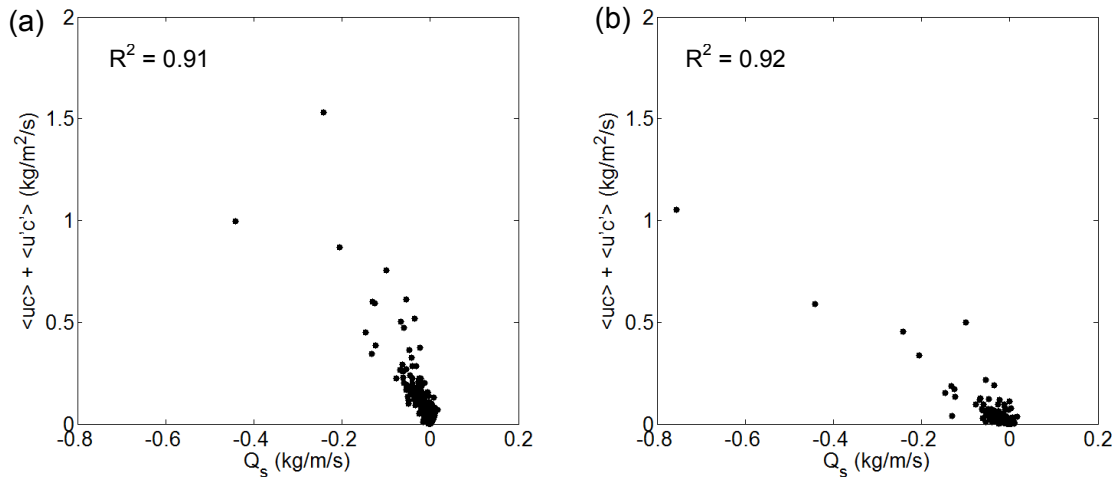 (a)
R² = 0.91
<uc> + <u'c'> (kg/m²/s)
2
1.5
1
0.5
0
-0.8 -0.6 -0.4 -0.2 0 0.2
Qₛ (kg/m/s)
(b)
R² = 0.92
<uc> + <u'c'> (kg/m²/s)
2
1.5
1
0.5
0
-0.8 -0.6 -0.4 -0.2 0 0.2
Qₛ (kg/m/s)